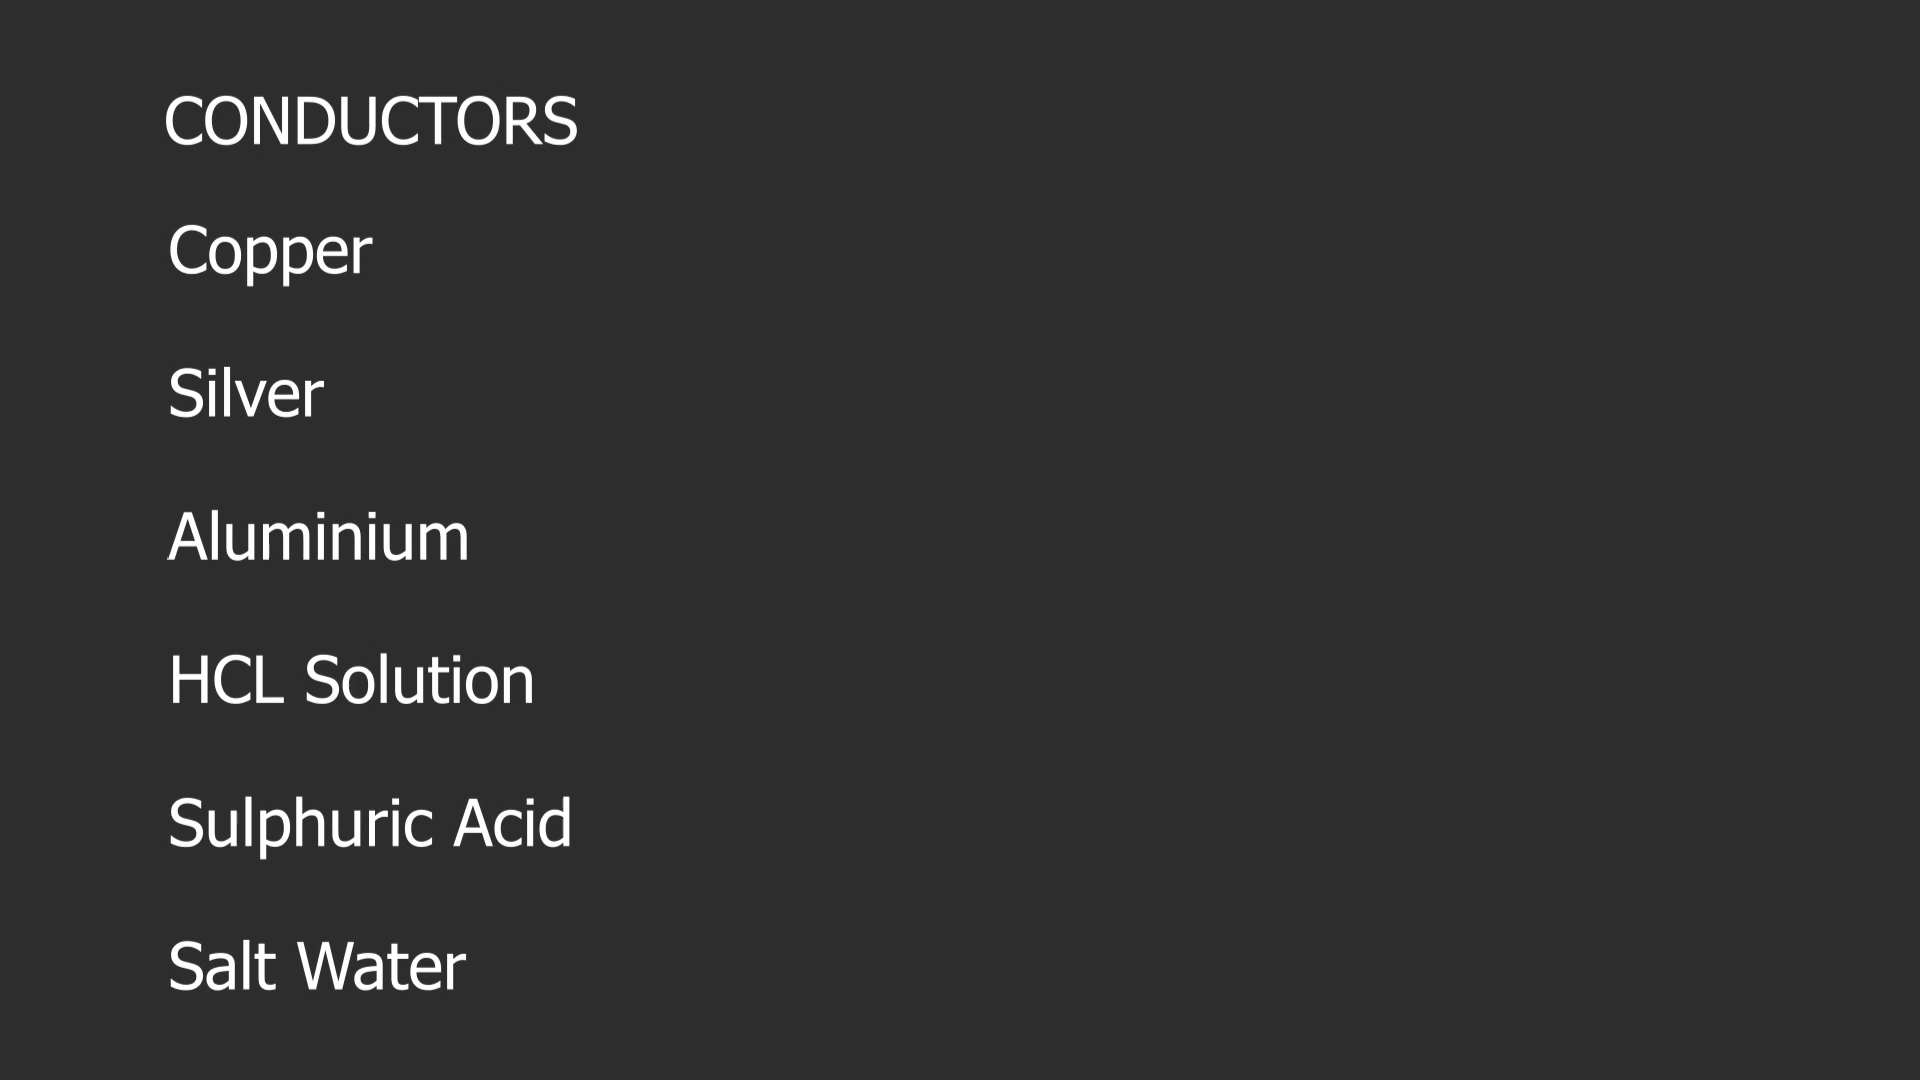 CONDUCTORS
Copper
Silver
Aluminium
HCL Solution
Sulphuric Acid
Salt Water